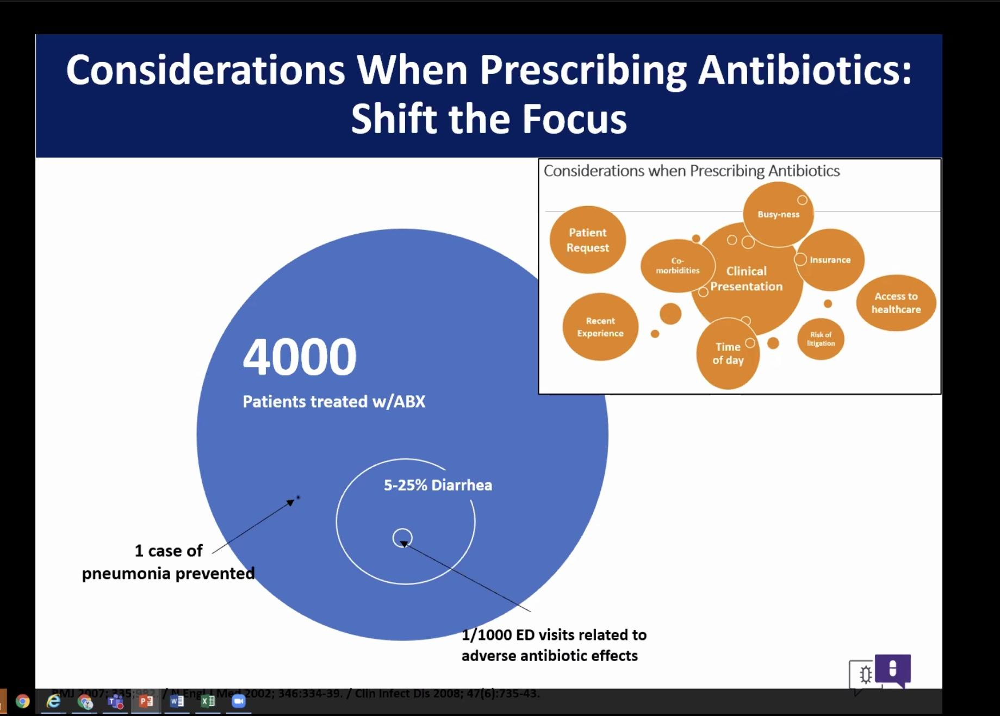 Considerations When Prescribing Antibiotics:
Shift the Focus
Considerations when Prescribing Antibiotics
Busy-ness
Patient
Request
Co-
morbidities
Clinical
Presentation
Insurance
Access to
healthcare
Recent
Experience
Risk of
litigation
Time
of day
4000
Patients treated w/ABX
5-25% Diarrhea
1 case of
pneumonia prevented
1/1000 ED visits related to
adverse antibiotic effects
BMJ 2007; 335;982. / N Engl J Med 2002; 346:334-39. / Clin Infect Dis 2008; 47(6):735-43.